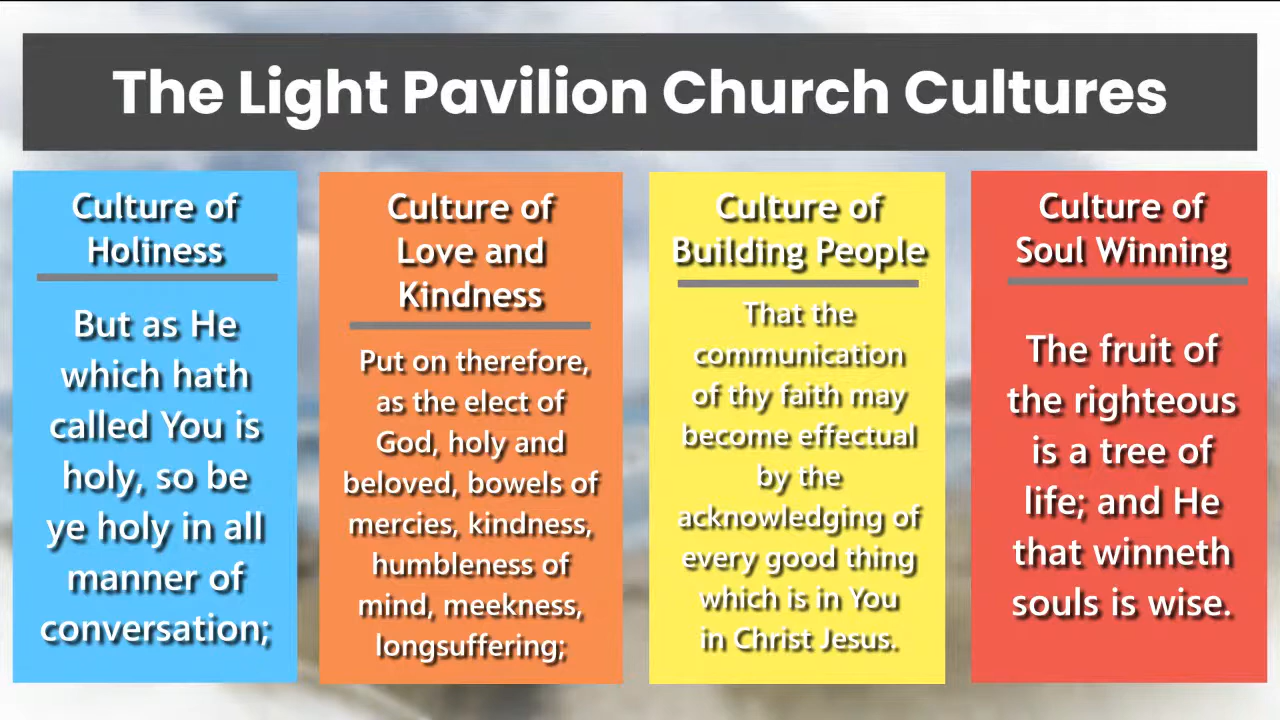 The Light Pavilion Church Cultures
Culture of
Holiness
But as He
which hath
called You is
holy, so be
ye holy in all
manner of
conversation;
Culture of
Love and
Kindness
Put on therefore,
as the elect of
God, holy and
beloved, bowels of
mercies, kindness,
humbleness of
mind, meekness,
longsuffering;
Culture of
Building People
That the
communication
of thy faith may
become effectual
by the
acknowledging of
every good thing
which is in You
in Christ Jesus.
Culture of
Soul Winning
The fruit of
the righteous
is a tree of
life; and He
that winneth
souls is wise.